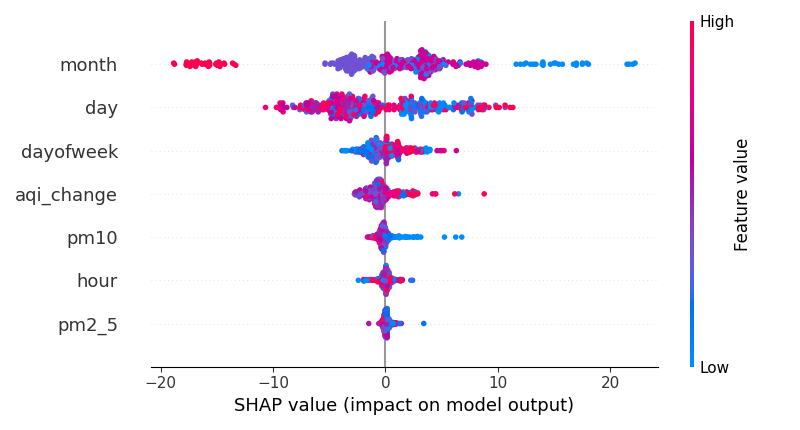 High
month
day
dayofweek
aqi_change
pm10
hour
pm2_5
Feature value
Low
−20 −10 0 10 20
SHAP value (impact on model output)